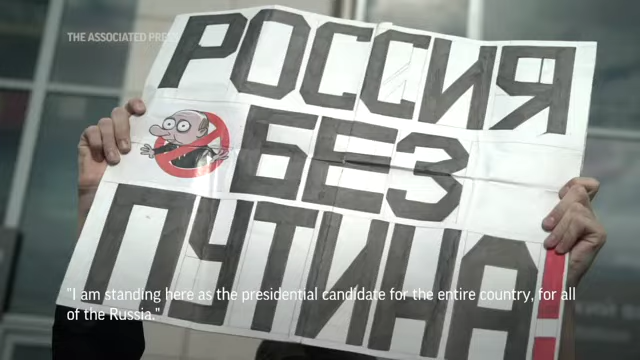 THE ASSOCIATED PRESS
РОССИЯ
БЕЗ
ПУТИНА!
"I am standing here as the presidential candidate for the entire country, for all
of the Russia."